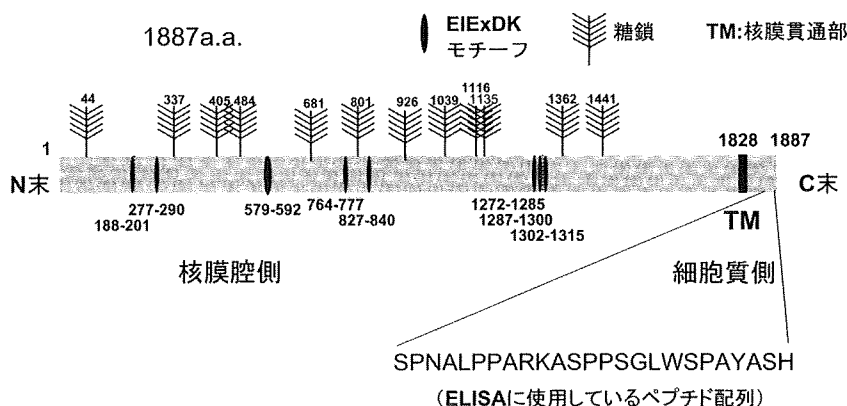 1887a.a.
EIExDK
モチーフ
糖鎖
TM:核膜貫通部
44
337
405
484
681
801
926
1039
1116
1135
1362
1441
1
1828
1887
N末
C末
188-201
277-290
579-592
764-777
827-840
1272-1285
1287-1300
1302-1315
TM
核膜腔側
細胞質側
SPNALPPARKASPPSGLWSPAYASH
(ELISAに使用しているペプチド配列)